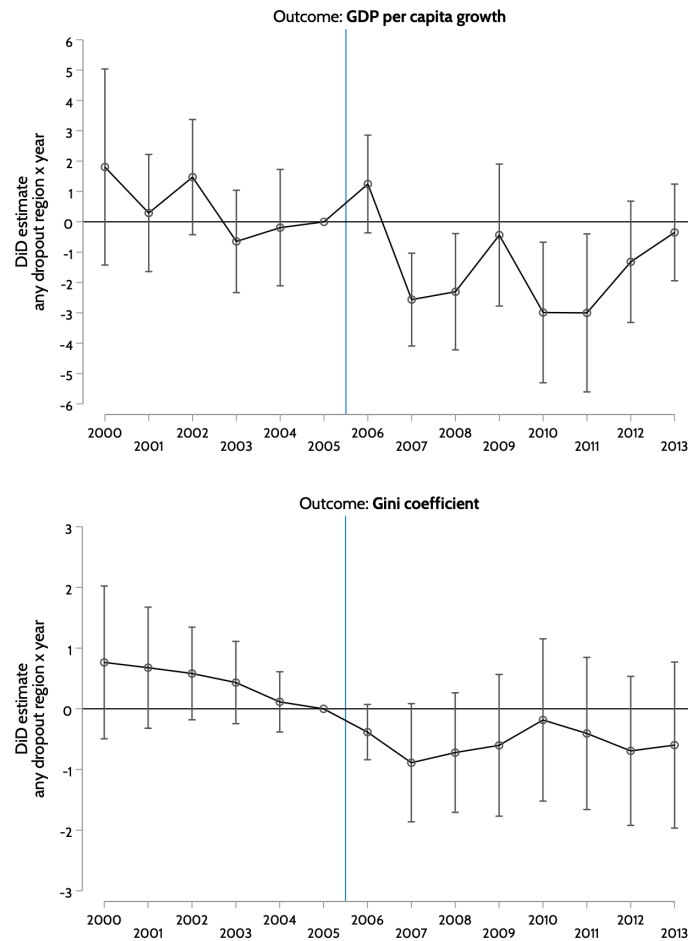 Outcome: GDP per capita growth
DiD estimate
any dropout region x year
6
5
4
3
2
1
0
-1
-2
-3
-4
-5
-6
2000 2002 2004 2006 2008 2010 2012
2001 2003 2005 2007 2009 2011 2013
Outcome: Gini coefficient
DiD estimate
any dropout region x year
3
2
1
0
-1
-2
-3
2000 2002 2004 2006 2008 2010 2012
2001 2003 2005 2007 2009 2011 2013